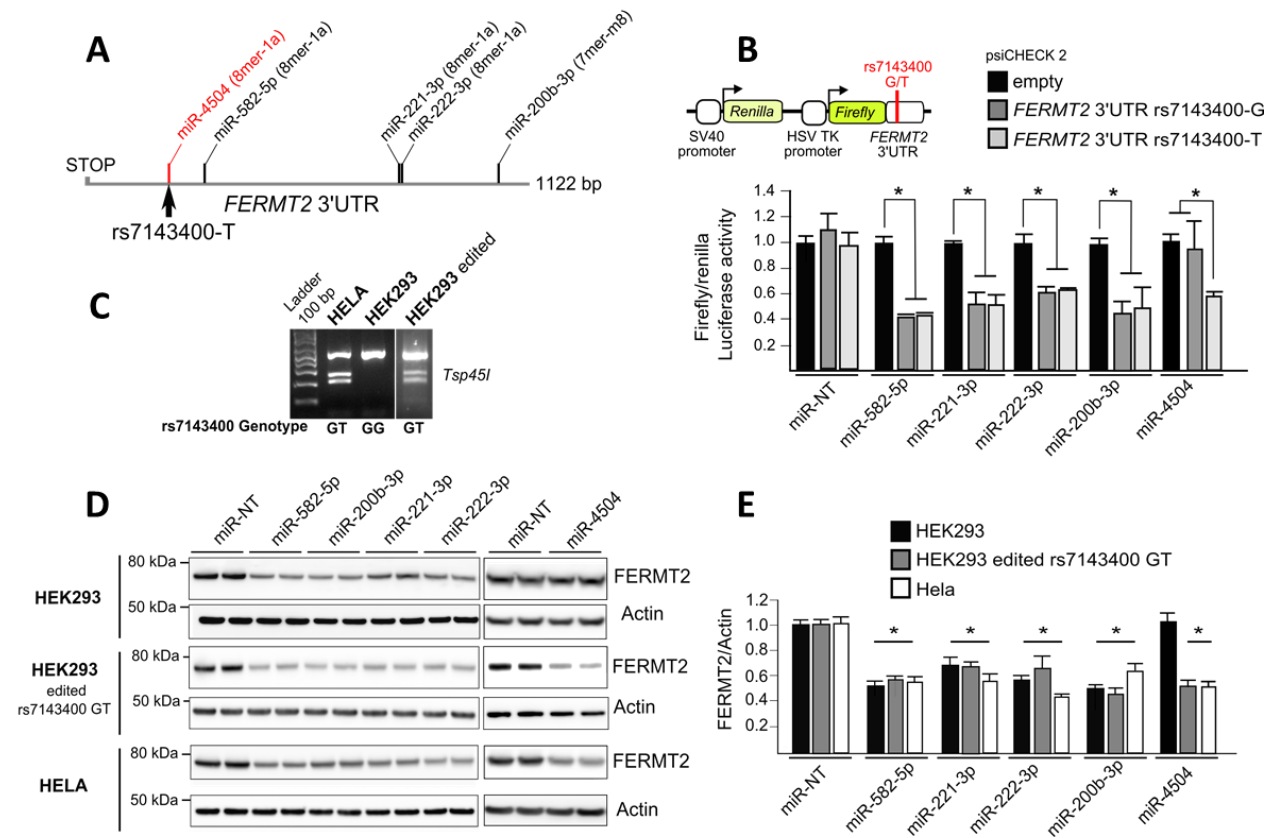 A
miR-4504 (8mer-1a)
miR-582-5p (8mer-1a)
miR-221-3p (8mer-1a)
miR-222-3p (8mer-1a)
miR-200b-3p (7mer-m8)
STOP
1122 bp
FERMT2 3'UTR
rs7143400-T
B
rs7143400
G/T
Renilla
Firefly
SV40
promoter
HSV TK
promoter
FERMT2
3'UTR
psiCHECK 2
empty
FERMT2 3'UTR rs7143400-G
FERMT2 3'UTR rs7143400-T
Firefly/renilla
Luciferase activity
1.4
1.2
1.0
0.8
0.6
0.4
0.2
* * * * *
miR-NT
miR-582-5p
miR-221-3p
miR-222-3p
miR-200b-3p
miR-4504
C
Ladder
100 bp
HELA
HEK293
HEK293 edited
Tsp45I
rs7143400 Genotype GT GG GT
D
miR-NT
miR-582-5p
miR-200b-3p
miR-221-3p
miR-222-3p
miR-NT
miR-4504
HEK293
80 kDa
FERMT2
50 kDa
Actin
HEK293
edited
rs7143400 GT
80 kDa
FERMT2
50 kDa
Actin
HELA
80 kDa
FERMT2
50 kDa
Actin
E
HEK293
HEK293 edited rs7143400 GT
Hela
FERMT2/Actin
1.2
1.0
0.8
0.6
0.4
0.2
* * * * *
miR-NT
miR-582-5p
miR-221-3p
miR-222-3p
miR-200b-3p
miR-4504